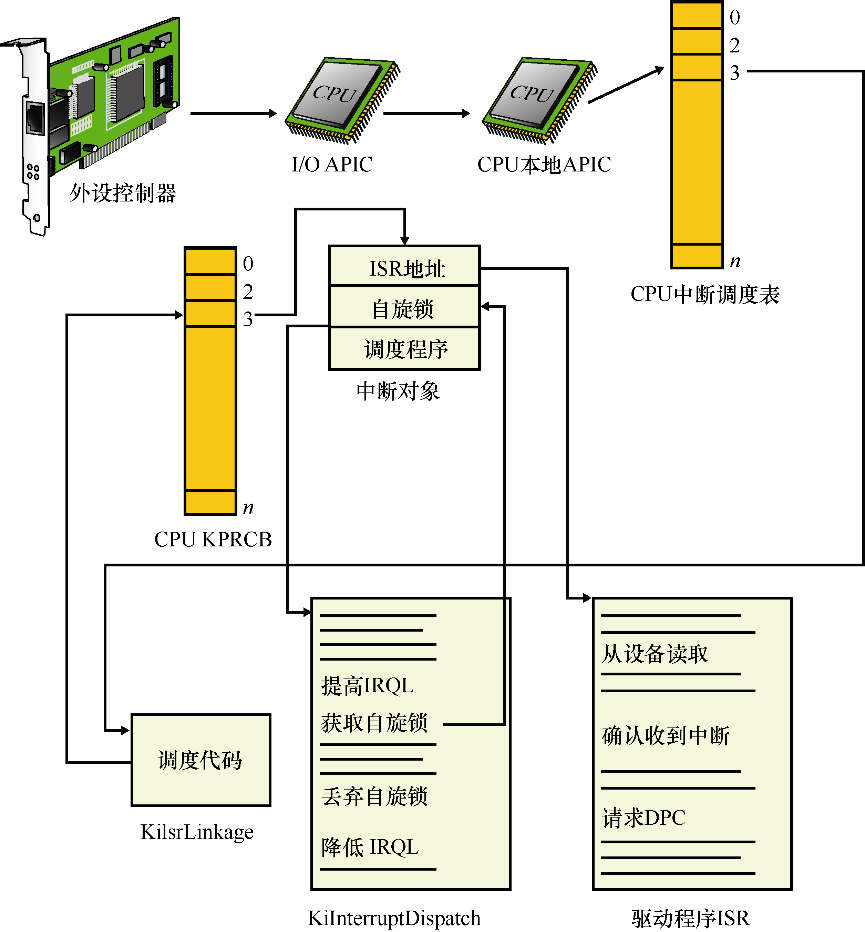 CPU
CPU
外设控制器
I/O APIC
CPU本地APIC
0
2
3
n
CPU中断调度表
0
2
3
n
CPU KPRCB
ISR地址
自旋锁
调度程序
中断对象
调度代码
KilsrLinkage
提高IRQL
获取自旋锁
丢弃自旋锁
降低 IRQL
KiInterruptDispatch
从设备读取
确认收到中断
请求DPC
驱动程序ISR